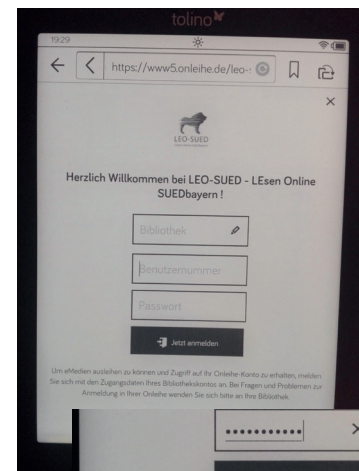 tolino
19:29
https://www5.onleihe.de/leo-s
LEO-SUED
Herzlich Willkommen bei LEO-SUED - LEsen Online
SUEDbayern !
Bibliothek
Benutzernummer
Passwort
Jetzt anmelden
Um eMedien ausleihen zu können und Zugriff auf Ihr Onleihe-Konto zu erhalten, melden
Sie sich mit den Zugangsdaten Ihres Bibliothekskontos an. Bei Fragen und Problemen zur
Anmeldung in Ihrer Onleihe wenden Sie sich bitte an Ihre Bibliothek.